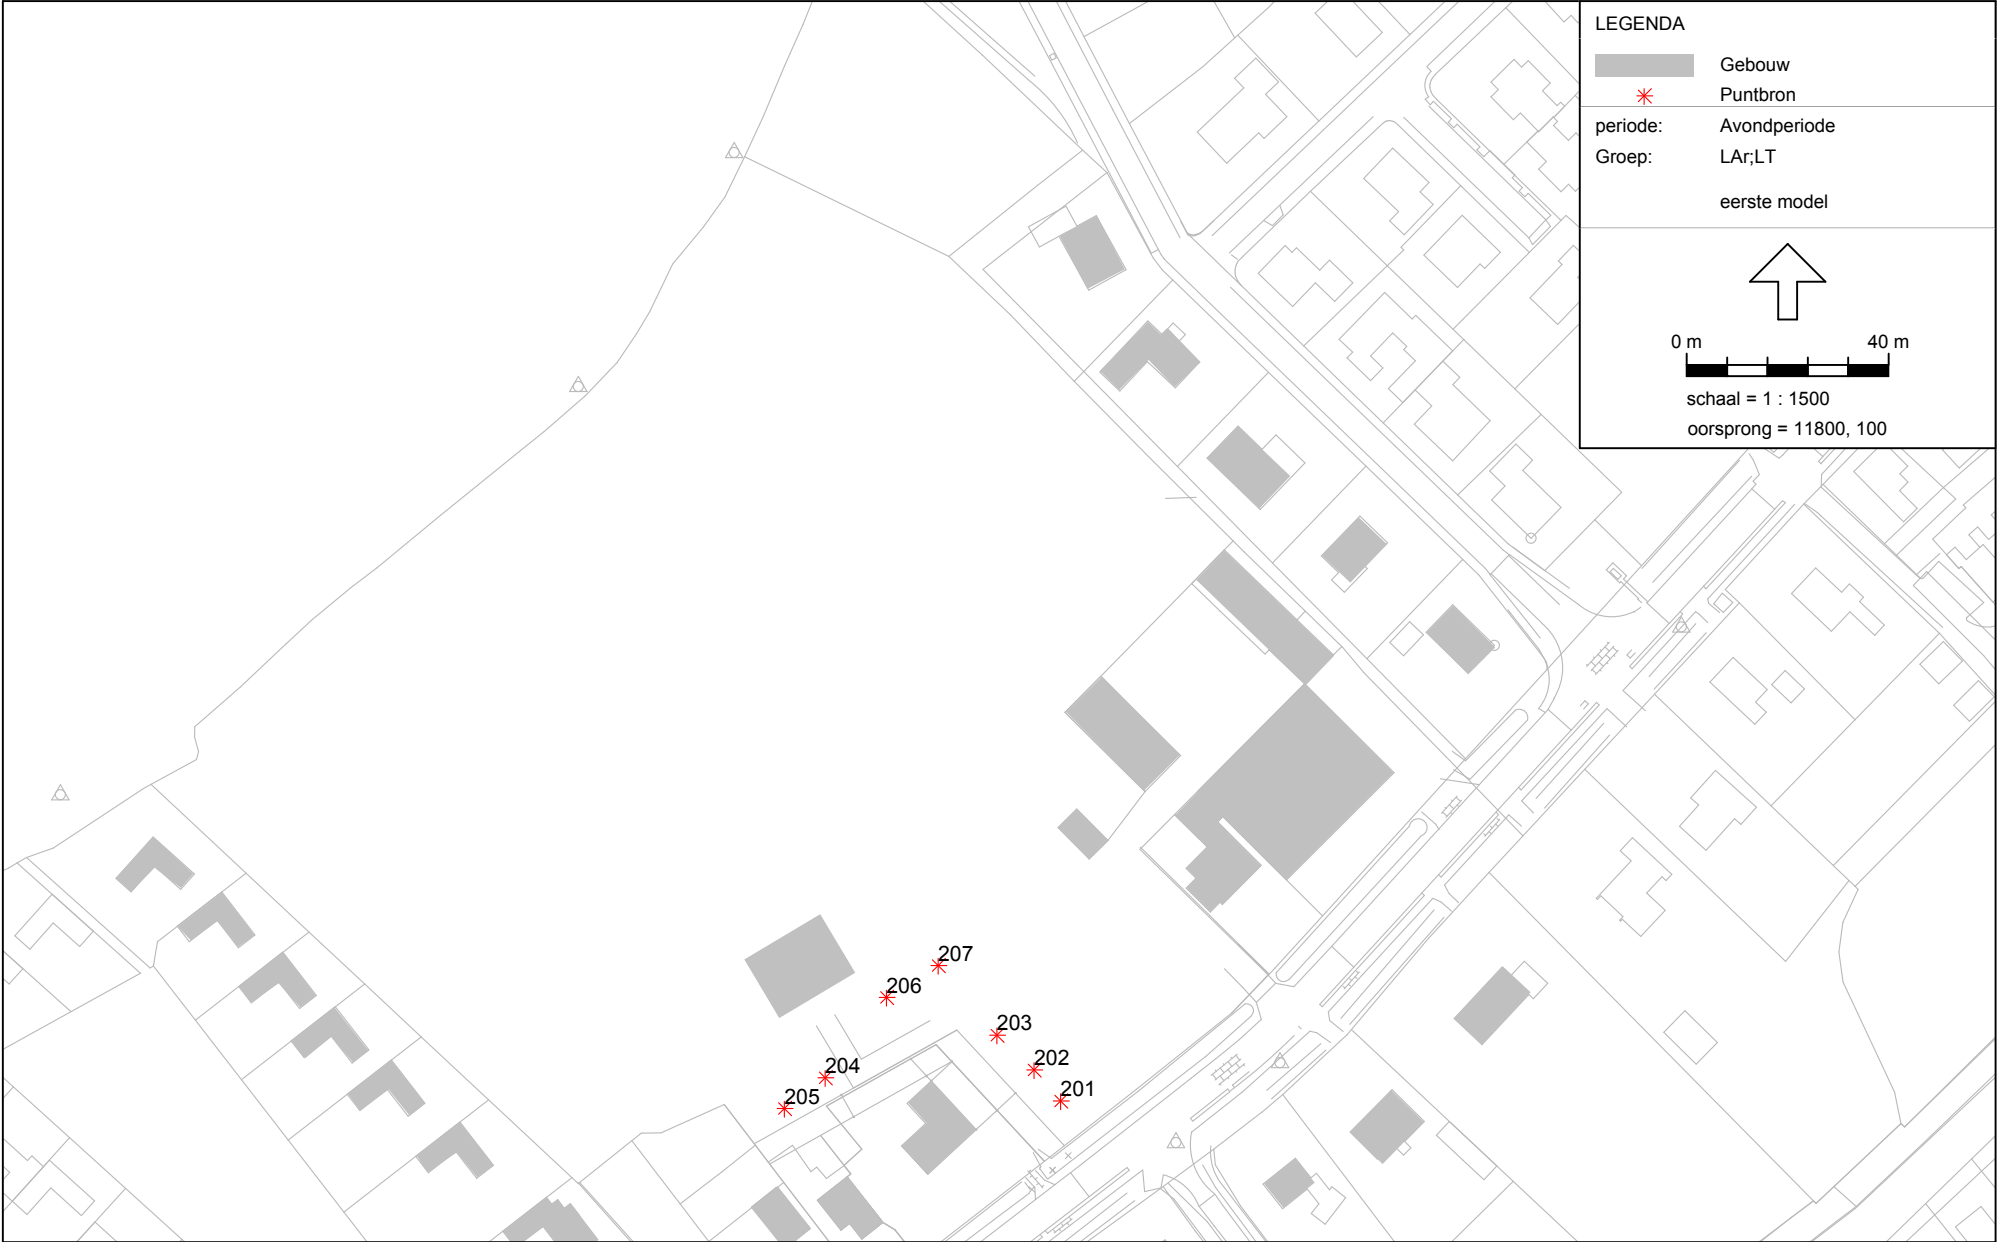 LEGENDA
Gebouw
Puntbron
periode: Avondperiode
Groep: LAr;LT
eerste model
0 m 40 m
schaal = 1 : 1500
oorsprong = 11800, 100
207
206
203
202
204
201
205